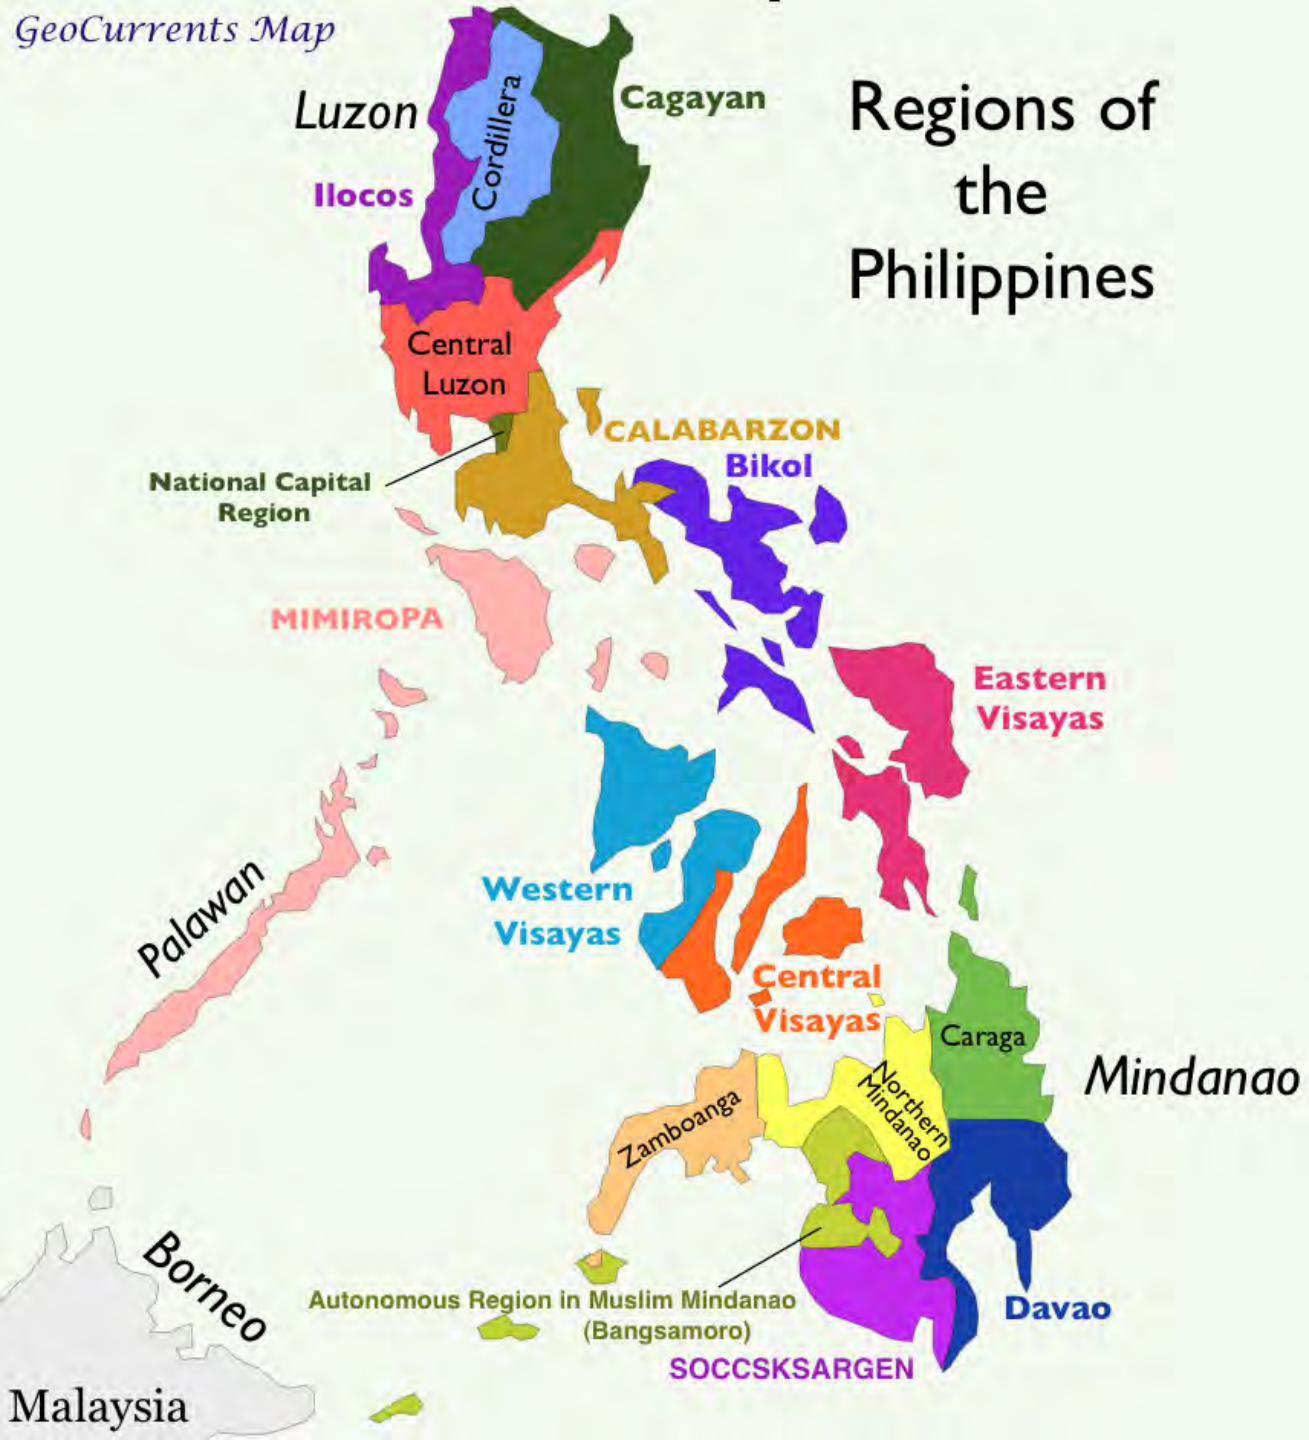 GeoCurrents Map
Regions of
the
Philippines
Luzon
Cagayan
Cordillera
Ilocos
Central
Luzon
CALABARZON
Bikol
National Capital
Region
MIMIROPA
Eastern
Visayas
Palawan
Western
Visayas
Central
Visayas
Caraga
Mindanao
Northern
Mindanao
Zamboanga
Borneo
Autonomous Region in Muslim Mindanao
(Bangsamoro)
Davao
SOCCSKSARGEN
Malaysia